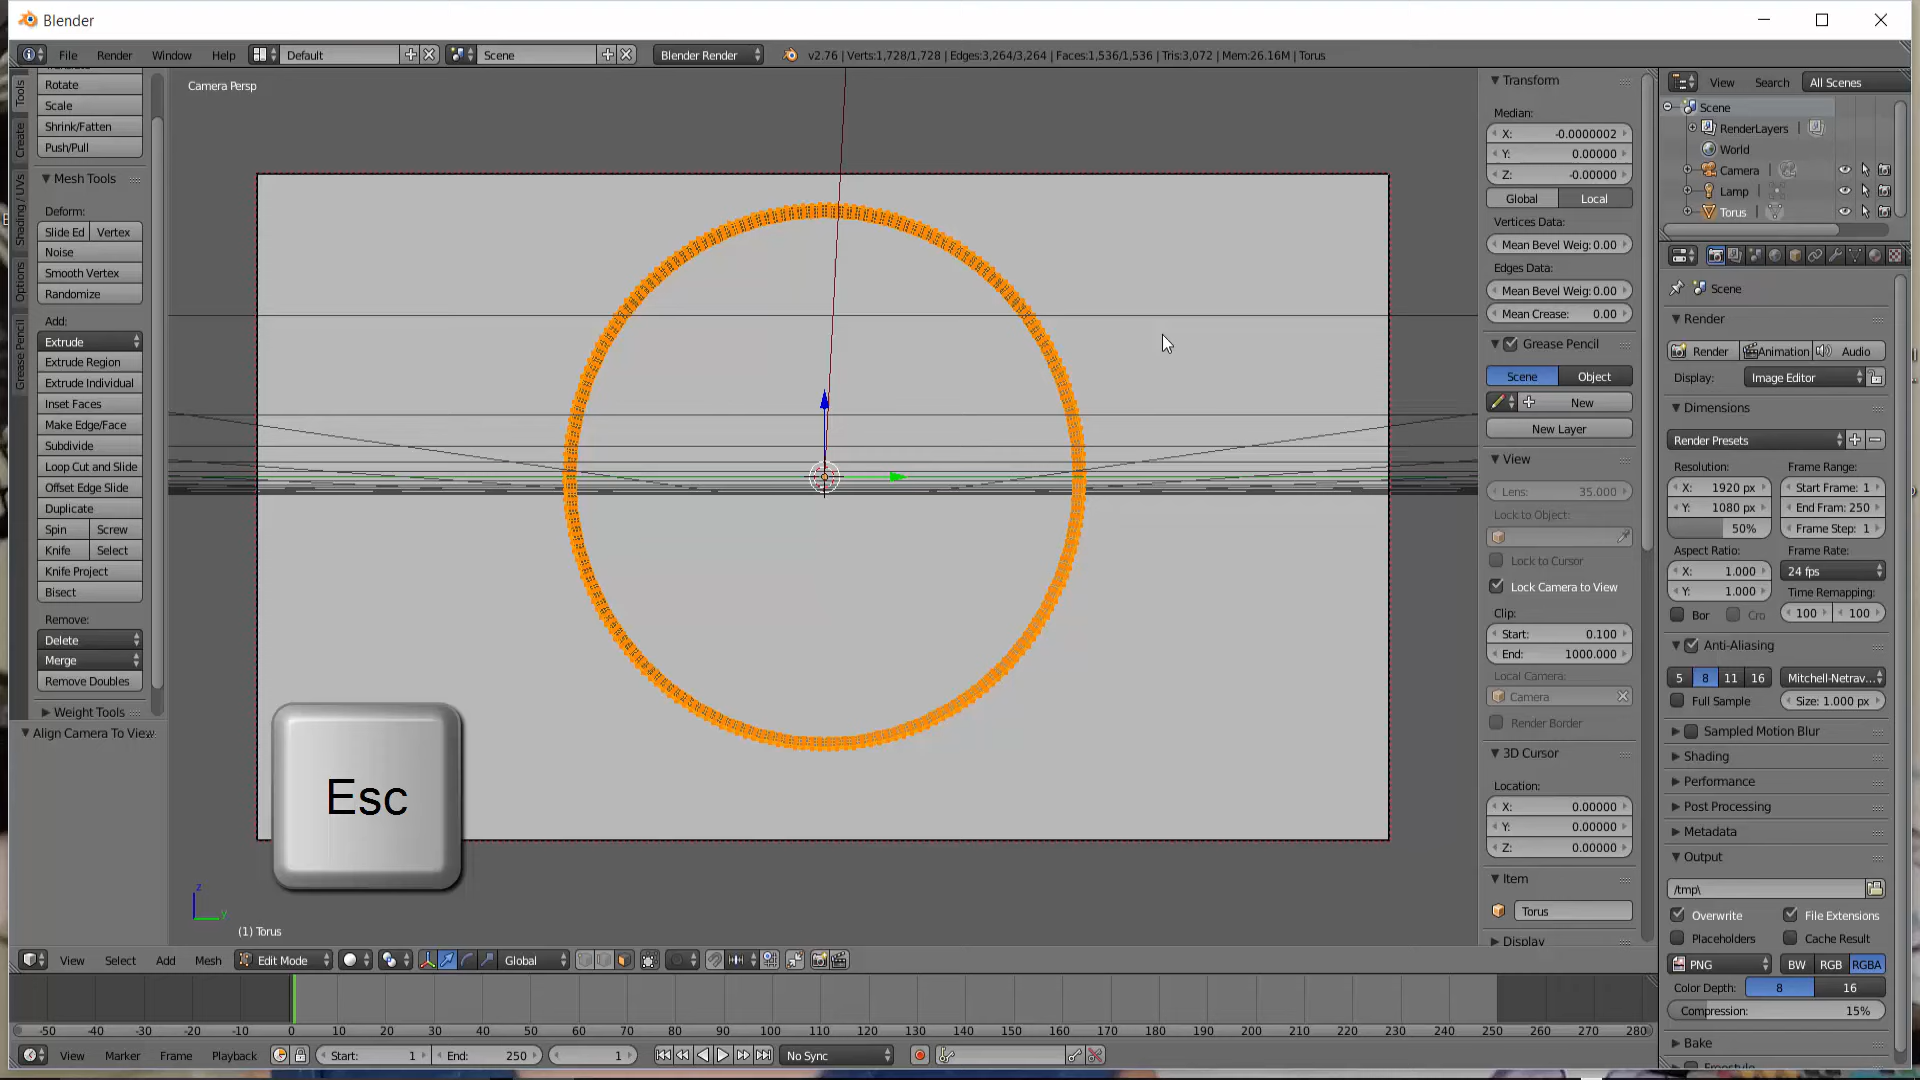 Blender
File Render Window Help Default Scene Blender Render v2.76 | Verts:1,728/1,728 | Edges:3,264/3,264 | Faces:1,536/1,536 | Tris:3,072 | Mem:26.16M | Torus
Tools
Create
Shading / UVs
Options
Grease Pencil
Rotate
Scale
Shrink/Fatten
Push/Pull
Mesh Tools
Deform:
Slide Ed Vertex
Noise
Smooth Vertex
Randomize
Add:
Extrude
Extrude Region
Extrude Individual
Inset Faces
Make Edge/Face
Subdivide
Loop Cut and Slide
Offset Edge Slide
Duplicate
Spin Screw
Knife Select
Knife Project
Bisect
Remove:
Delete
Merge
Remove Doubles
Weight Tools
Align Camera To View
Camera Persp
Esc
z
y
(1) Torus
Transform
Median:
X: -0.0000002
Y: 0.00000
Z: -0.00000
Global Local
Vertices Data:
Mean Bevel Weig: 0.00
Edges Data:
Mean Bevel Weig: 0.00
Mean Crease: 0.00
Grease Pencil
Scene Object
New
New Layer
View
Lens: 35.000
Lock to Object:
Lock to Cursor
Lock Camera to View
Clip:
Start: 0.100
End: 1000.000
Local Camera:
Camera
Render Border
3D Cursor
Location:
X: 0.00000
Y: 0.00000
Z: 0.00000
Item
Torus
Display
View Search All Scenes
Scene
RenderLayers
World
Camera
Lamp
Torus
Scene
Render
Render Animation Audio
Display: Image Editor
Dimensions
Render Presets
Resolution: Frame Range:
X: 1920 px Start Frame: 1
Y: 1080 px End Fram: 250
50% Frame Step: 1
Aspect Ratio: Frame Rate:
X: 1.000 24 fps
Y: 1.000 Time Remapping:
Bor Cro 100 100
Anti-Aliasing
5 8 11 16 Mitchell-Netrav...
Full Sample Size: 1.000 px
Sampled Motion Blur
Shading
Performance
Post Processing
Metadata
Output
/tmp\
Overwrite File Extensions
Placeholders Cache Result
PNG BW RGB RGBA
Color Depth: 8 16
Compression: 15%
Bake
View Select Add Mesh Edit Mode Global
-50 -40 -30 -20 -10 0 10 20 30 40 50 60 70 80 90 100 110 120 130 140 150 160 170 180 190 200 210 220 230 240 250 260 270 280
View Marker Frame Playback Start: 1 End: 250 1 No Sync